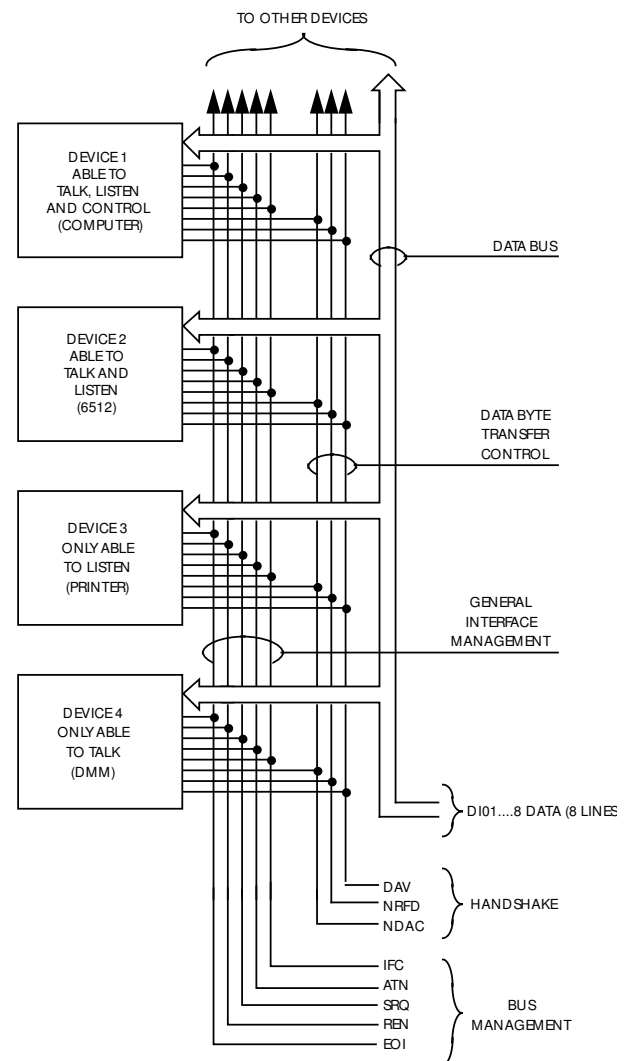 TO OTHER DEVICES
DEVICE 1
ABLE TO
TALK, LISTEN
AND CONTROL
(COMPUTER)
DATA BUS
DEVICE 2
ABLE TO
TALK AND
LISTEN
(6512)
DATA BYTE
TRANSFER
CONTROL
DEVICE 3
ONLY ABLE
TO LISTEN
(PRINTER)
GENERAL
INTERFACE
MANAGEMENT
DEVICE 4
ONLY ABLE
TO TALK
(DMM)
DI01....8 DATA (8 LINES
DAV
NRFD
NDAC
HANDSHAKE
IFC
ATN
SRQ
REN
EOI
BUS
MANAGEMENT